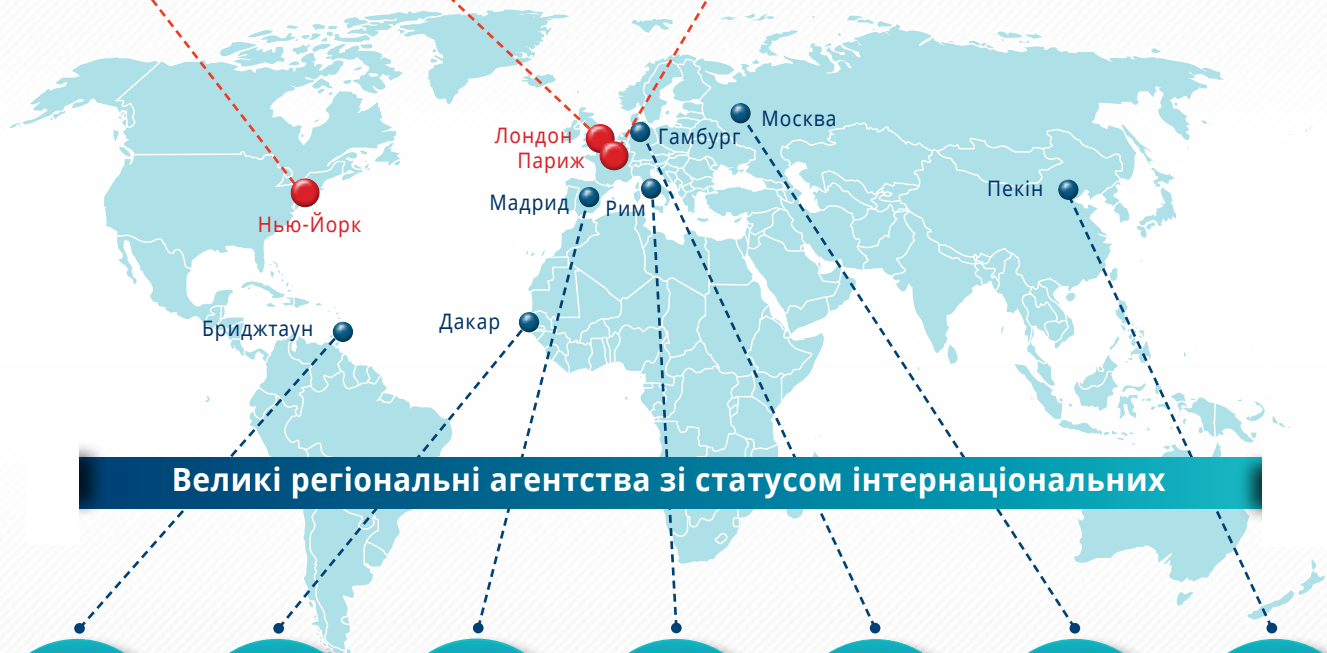 Москва
Лондон
Гамбург
Париж
Пекін
Мадрид
Рим
Нью-Йорк
Бриджтаун
Дакар
Великі регіональні агентства зі статусом інтернаціональних